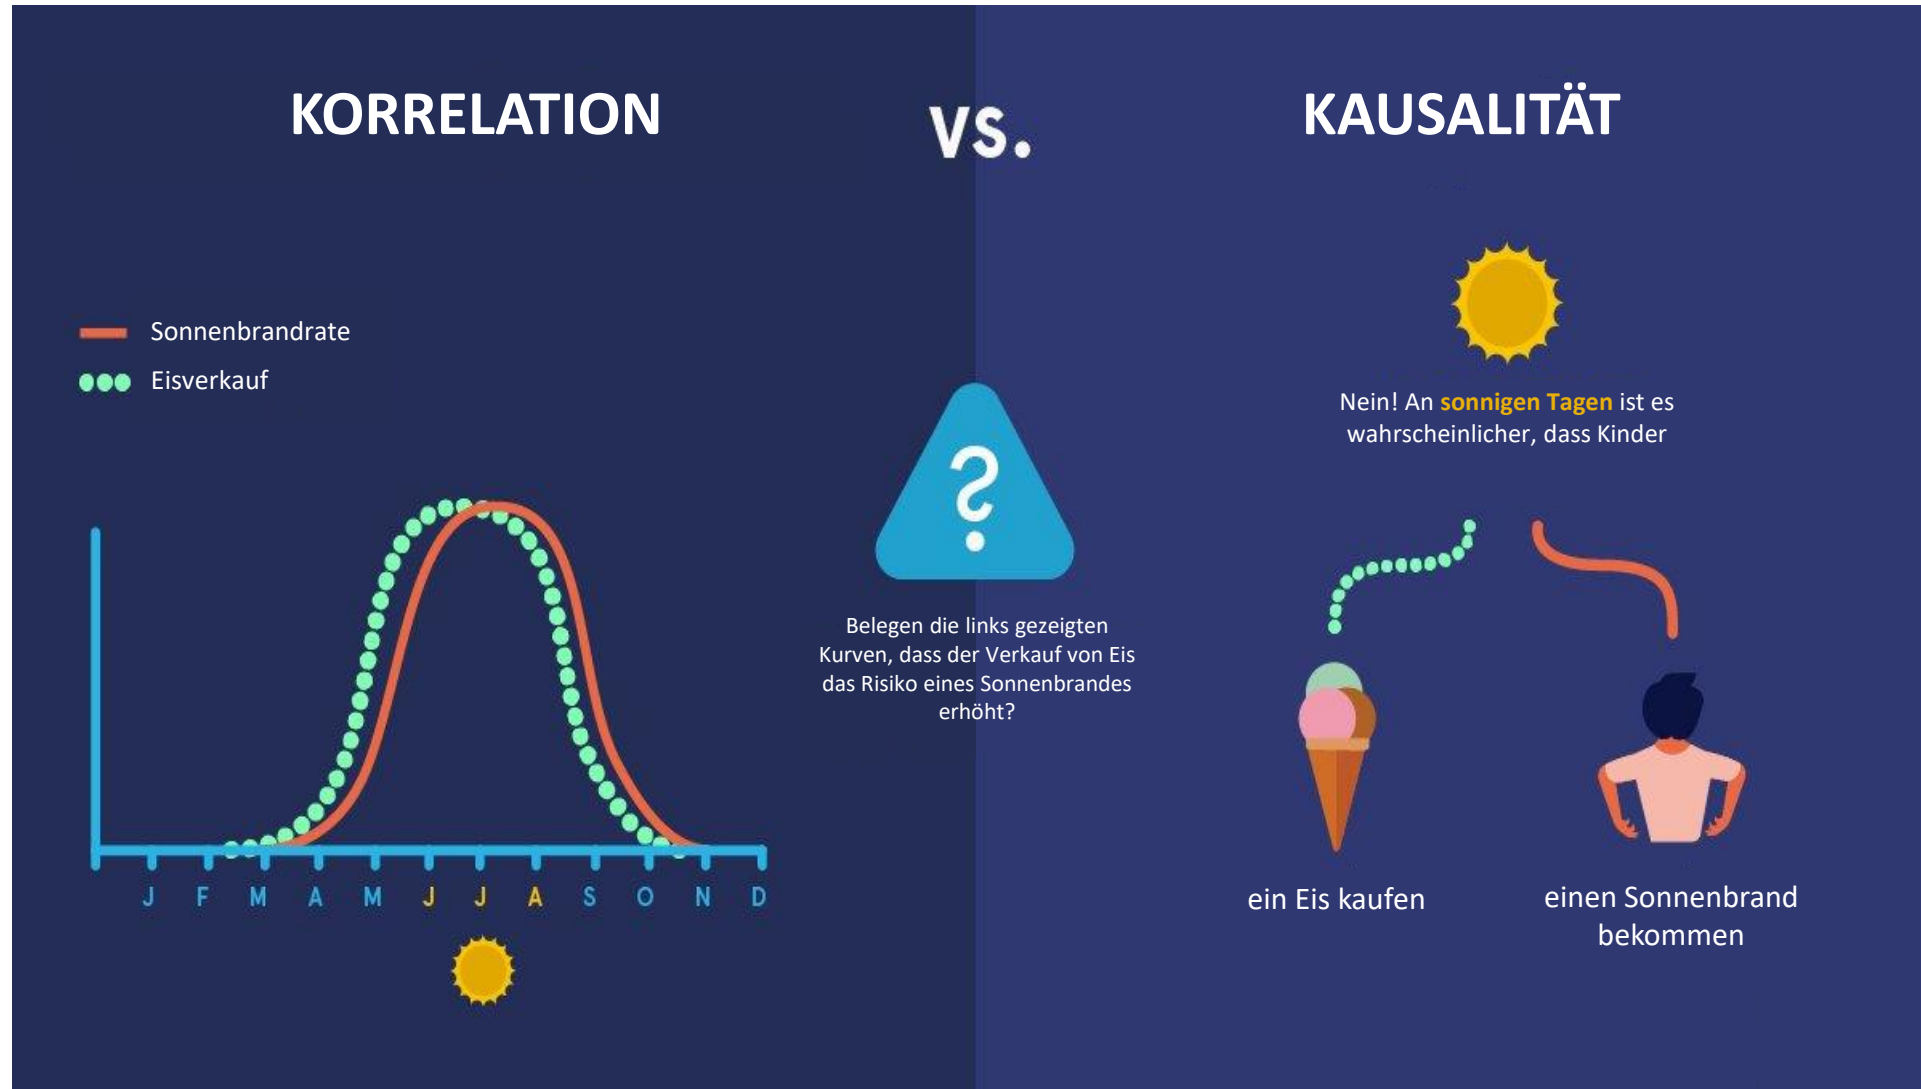 KORRELATION
VS.
KAUSALITÄT
Sonnenbrandrate
Eisverkauf
J F M A M J J A S O N D
?
Belegen die links gezeigten
Kurven, dass der Verkauf von Eis
das Risiko eines Sonnenbrandes
erhöht?
Nein! An sonnigen Tagen ist es
wahrscheinlicher, dass Kinder
ein Eis kaufen
einen Sonnenbrand
bekommen